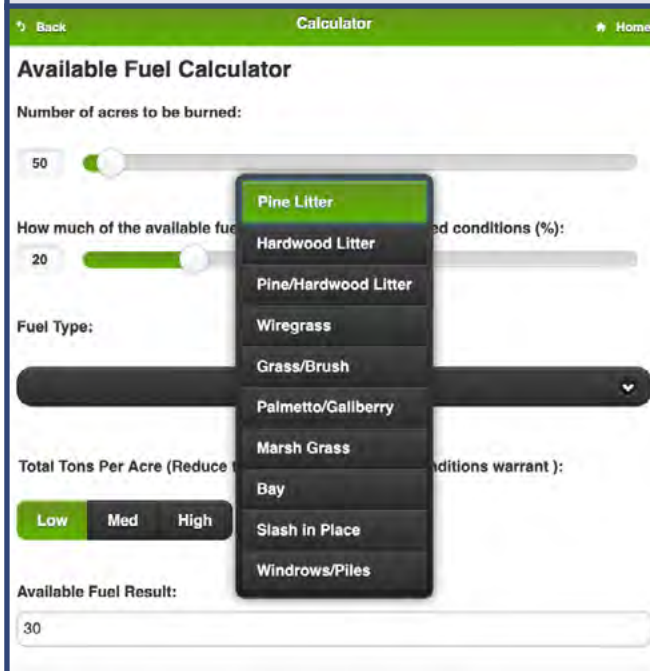 Back
Calculator
Home
Available Fuel Calculator
Number of acres to be burned:
50
How much of the available fue
ed conditions (%):
20
Fuel Type:
Total Tons Per Acre (Reduce
nditions warrant ):
Low Med High
Pine Litter
Hardwood Litter
Pine/Hardwood Litter
Wiregrass
Grass/Brush
Palmetto/Gallberry
Marsh Grass
Bay
Slash in Place
Windrows/Piles
Available Fuel Result:
30